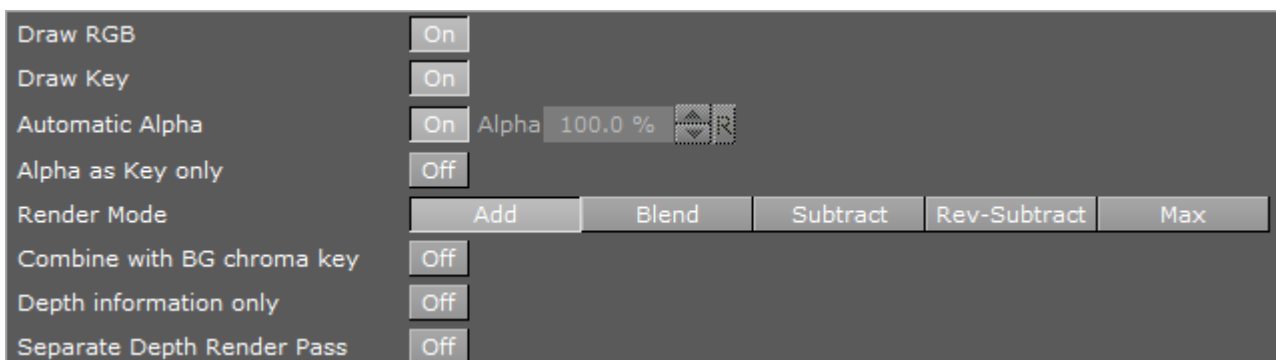 Draw RGB On
Draw Key On
Automatic Alpha On Alpha 100.0 % R
Alpha as Key only Off
Render Mode Add Blend Subtract Rev-Subtract Max
Combine with BG chroma key Off
Depth information only Off
Separate Depth Render Pass Off